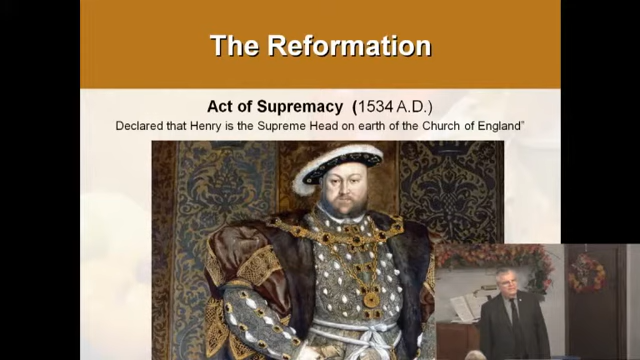 The Reformation
Act of Supremacy (1534 A.D.)
Declared that Henry is the Supreme Head on earth of the Church of England”